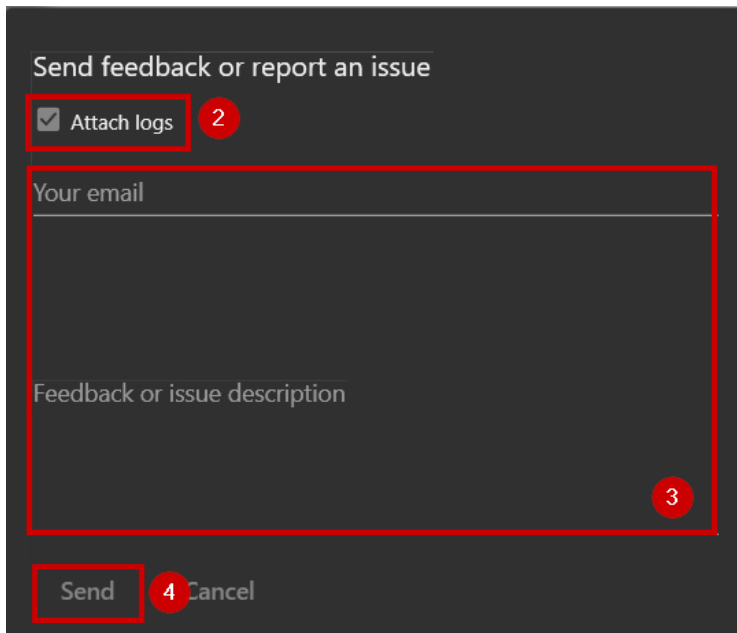 Send feedback or report an issue
Attach logs 2
Your email
Feedback or issue description
3
Send 4 Cancel